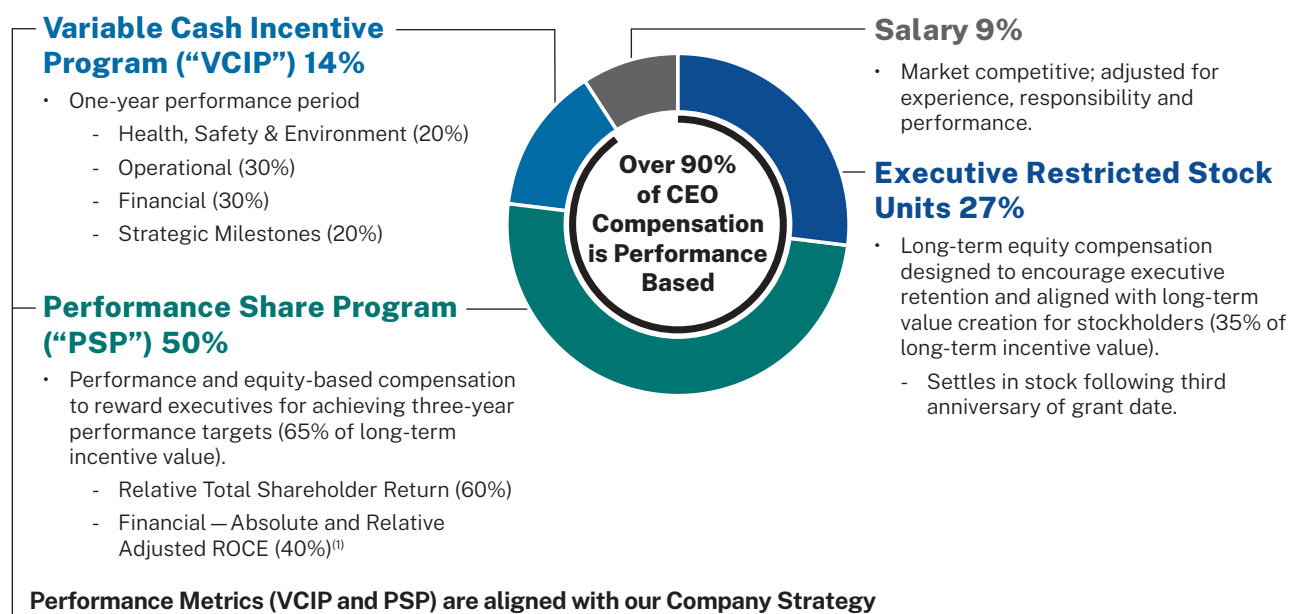 Variable Cash Incentive
Program (“VCIP”) 14%
• One-year performance period
- Health, Safety & Environment (20%)
- Operational (30%)
- Financial (30%)
- Strategic Milestones (20%)
Performance Share Program
(“PSP”) 50%
• Performance and equity-based compensation
to reward executives for achieving three-year
performance targets (65% of long-term
incentive value).
- Relative Total Shareholder Return (60%)
- Financial — Absolute and Relative
Adjusted ROCE (40%)⁽¹⁾
Over 90%
of CEO
Compensation
is Performance
Based
Salary 9%
• Market competitive; adjusted for
experience, responsibility and
performance.
Executive Restricted Stock
Units 27%
• Long-term equity compensation
designed to encourage executive
retention and aligned with long-term
value creation for stockholders (35% of
long-term incentive value).
- Settles in stock following third
anniversary of grant date.
Performance Metrics (VCIP and PSP) are aligned with our Company Strategy